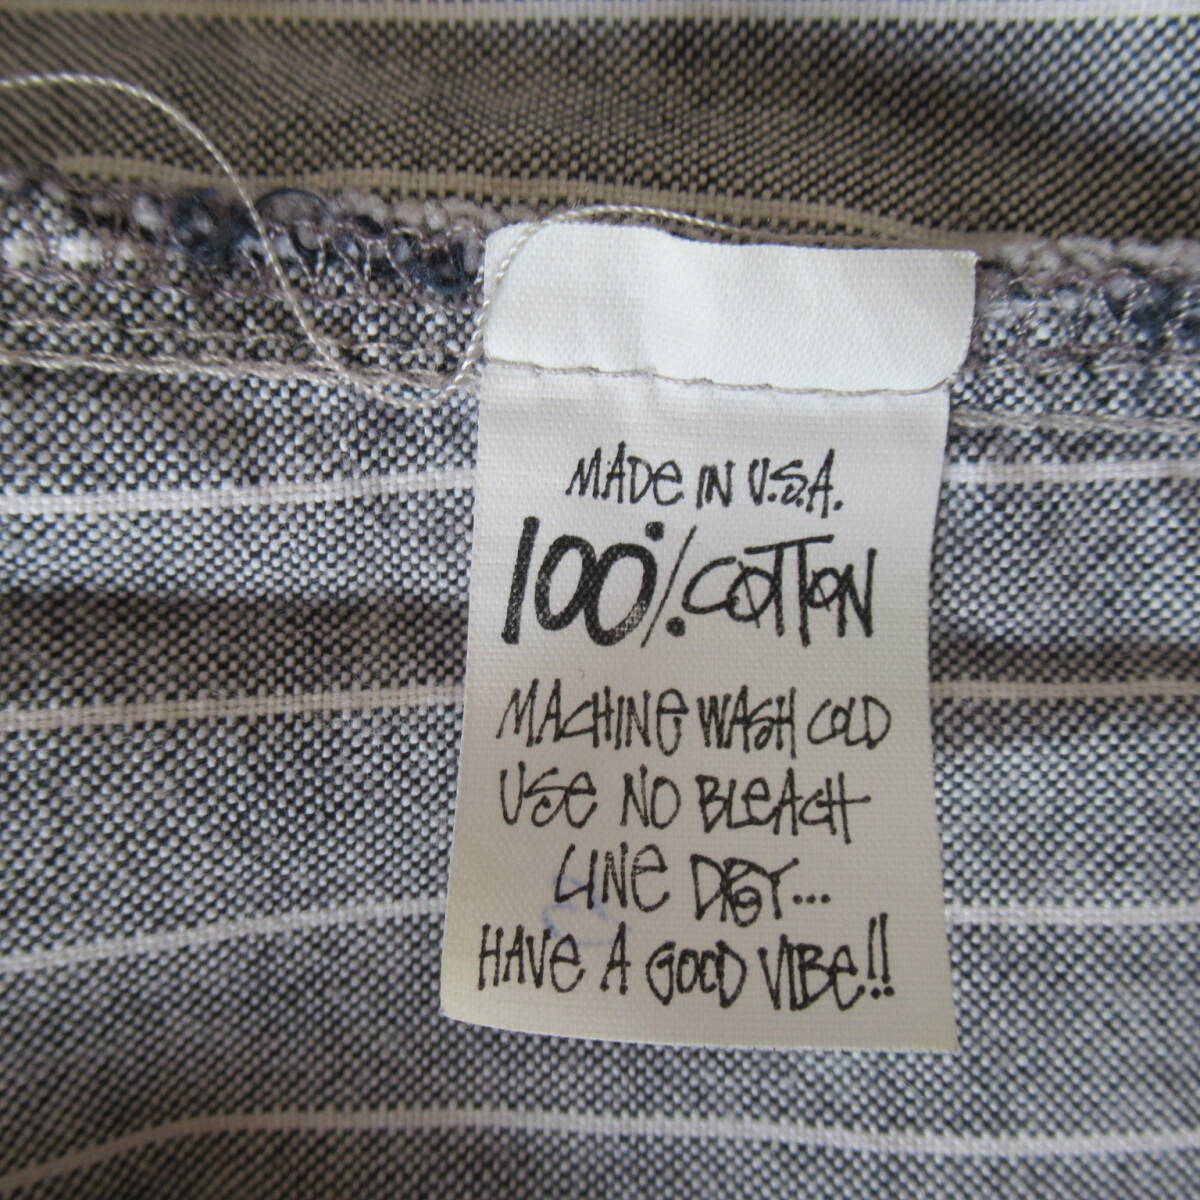 MADE IN U.S.A.
100% COTTON
MACHINE WASH COLD
USE NO BLEACH
LINE DRY...
HAVE A GOOD VIBE!!